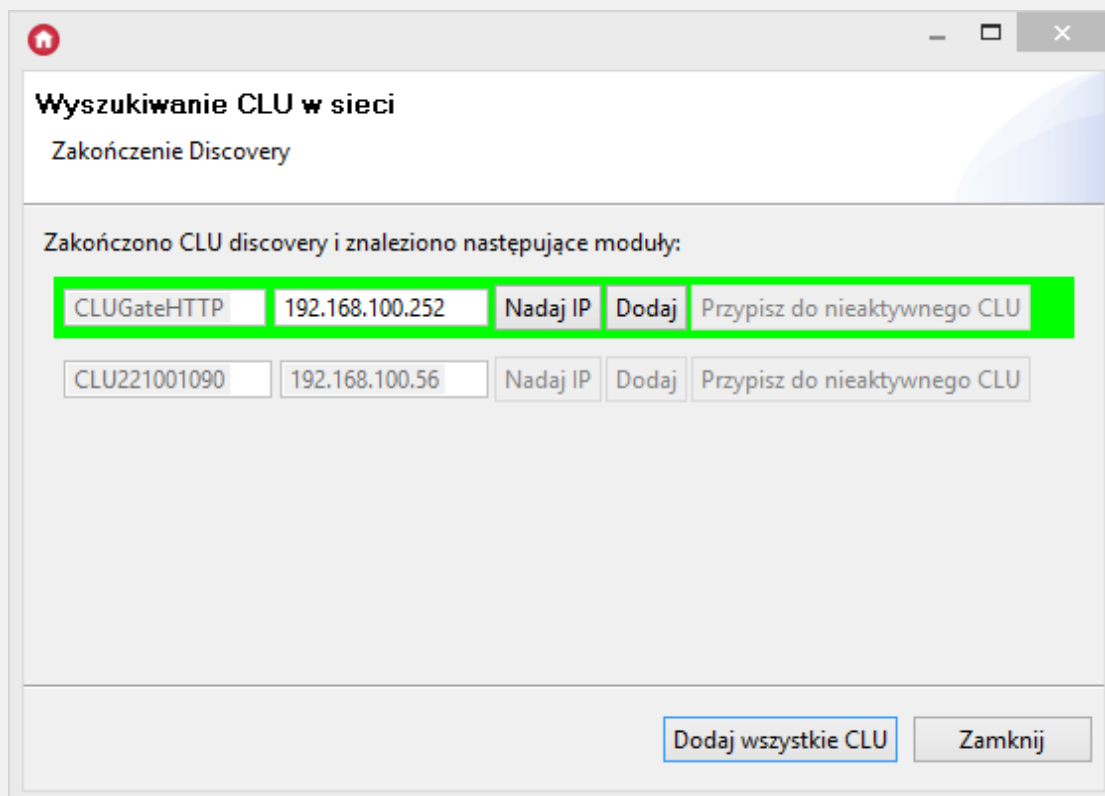 Wyszukiwanie CLU w sieci
Zakończenie Discovery
Zakończono CLU discovery i znaleziono następujące moduły:
CLUGateHTTP 192.168.100.252 Nadaj IP Dodaj Przypisz do nieaktywnego CLU
CLU221001090 192.168.100.56 Nadaj IP Dodaj Przypisz do nieaktywnego CLU
Dodaj wszystkie CLU Zamknij